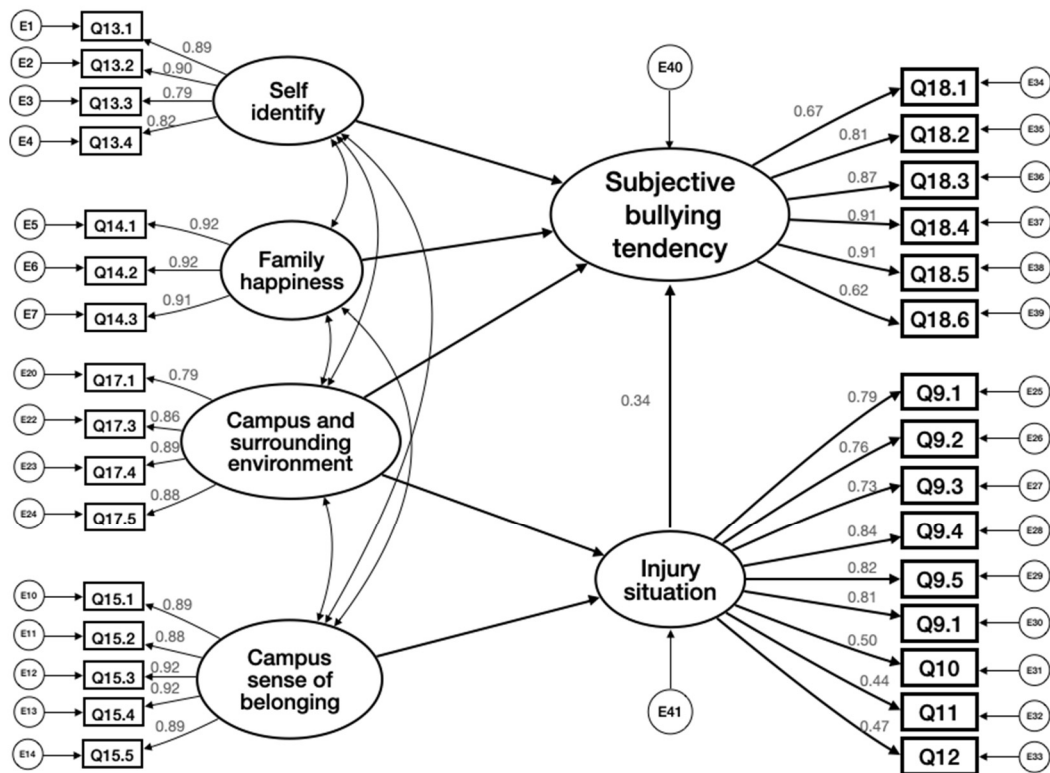 E1
Q13.1
0.89
E2
Q13.2
0.90
E3
Q13.3
0.79
E4
Q13.4
0.82
Self
identify
E5
Q14.1
0.92
E6
Q14.2
0.92
E7
Q14.3
0.91
Family
happiness
E20
Q17.1
0.79
E22
Q17.3
0.86
E23
Q17.4
0.89
E24
Q17.5
0.88
Campus and
surrounding
environment
E10
Q15.1
0.89
E11
Q15.2
0.88
E12
Q15.3
0.92
E13
Q15.4
0.92
E14
Q15.5
0.89
Campus
sense of
belonging
E40
Subjective
bullying
tendency
0.34
Injury
situation
E41
0.67
Q18.1
E34
0.81
Q18.2
E35
0.87
Q18.3
E36
0.91
Q18.4
E37
0.91
Q18.5
E38
0.62
Q18.6
E39
0.79
Q9.1
E25
0.76
Q9.2
E26
0.73
Q9.3
E27
0.84
Q9.4
E28
0.82
Q9.5
E29
0.81
Q9.1
E30
0.50
Q10
E31
0.44
Q11
E32
0.47
Q12
E33